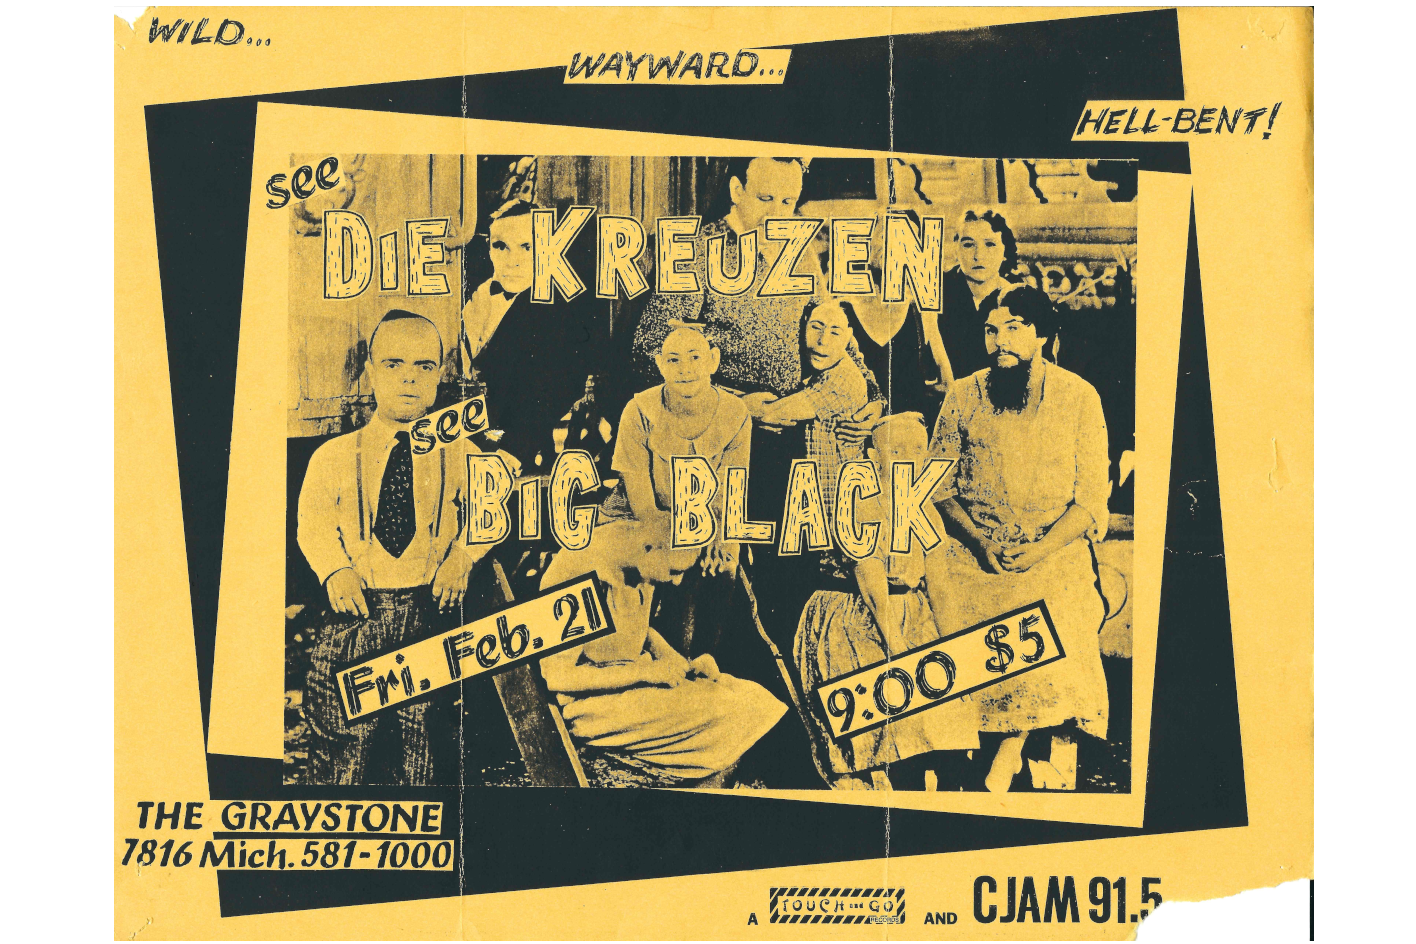 WILD...
WAYWARD...
HELL-BENT!
see
DIE KREUZEN
see
BIG BLACK
Fri. Feb. 21
9:00 $5
THE GRAYSTONE
7816 Mich. 581-1000
A TOUCH AND GO RECORDS AND CJAM 91.5